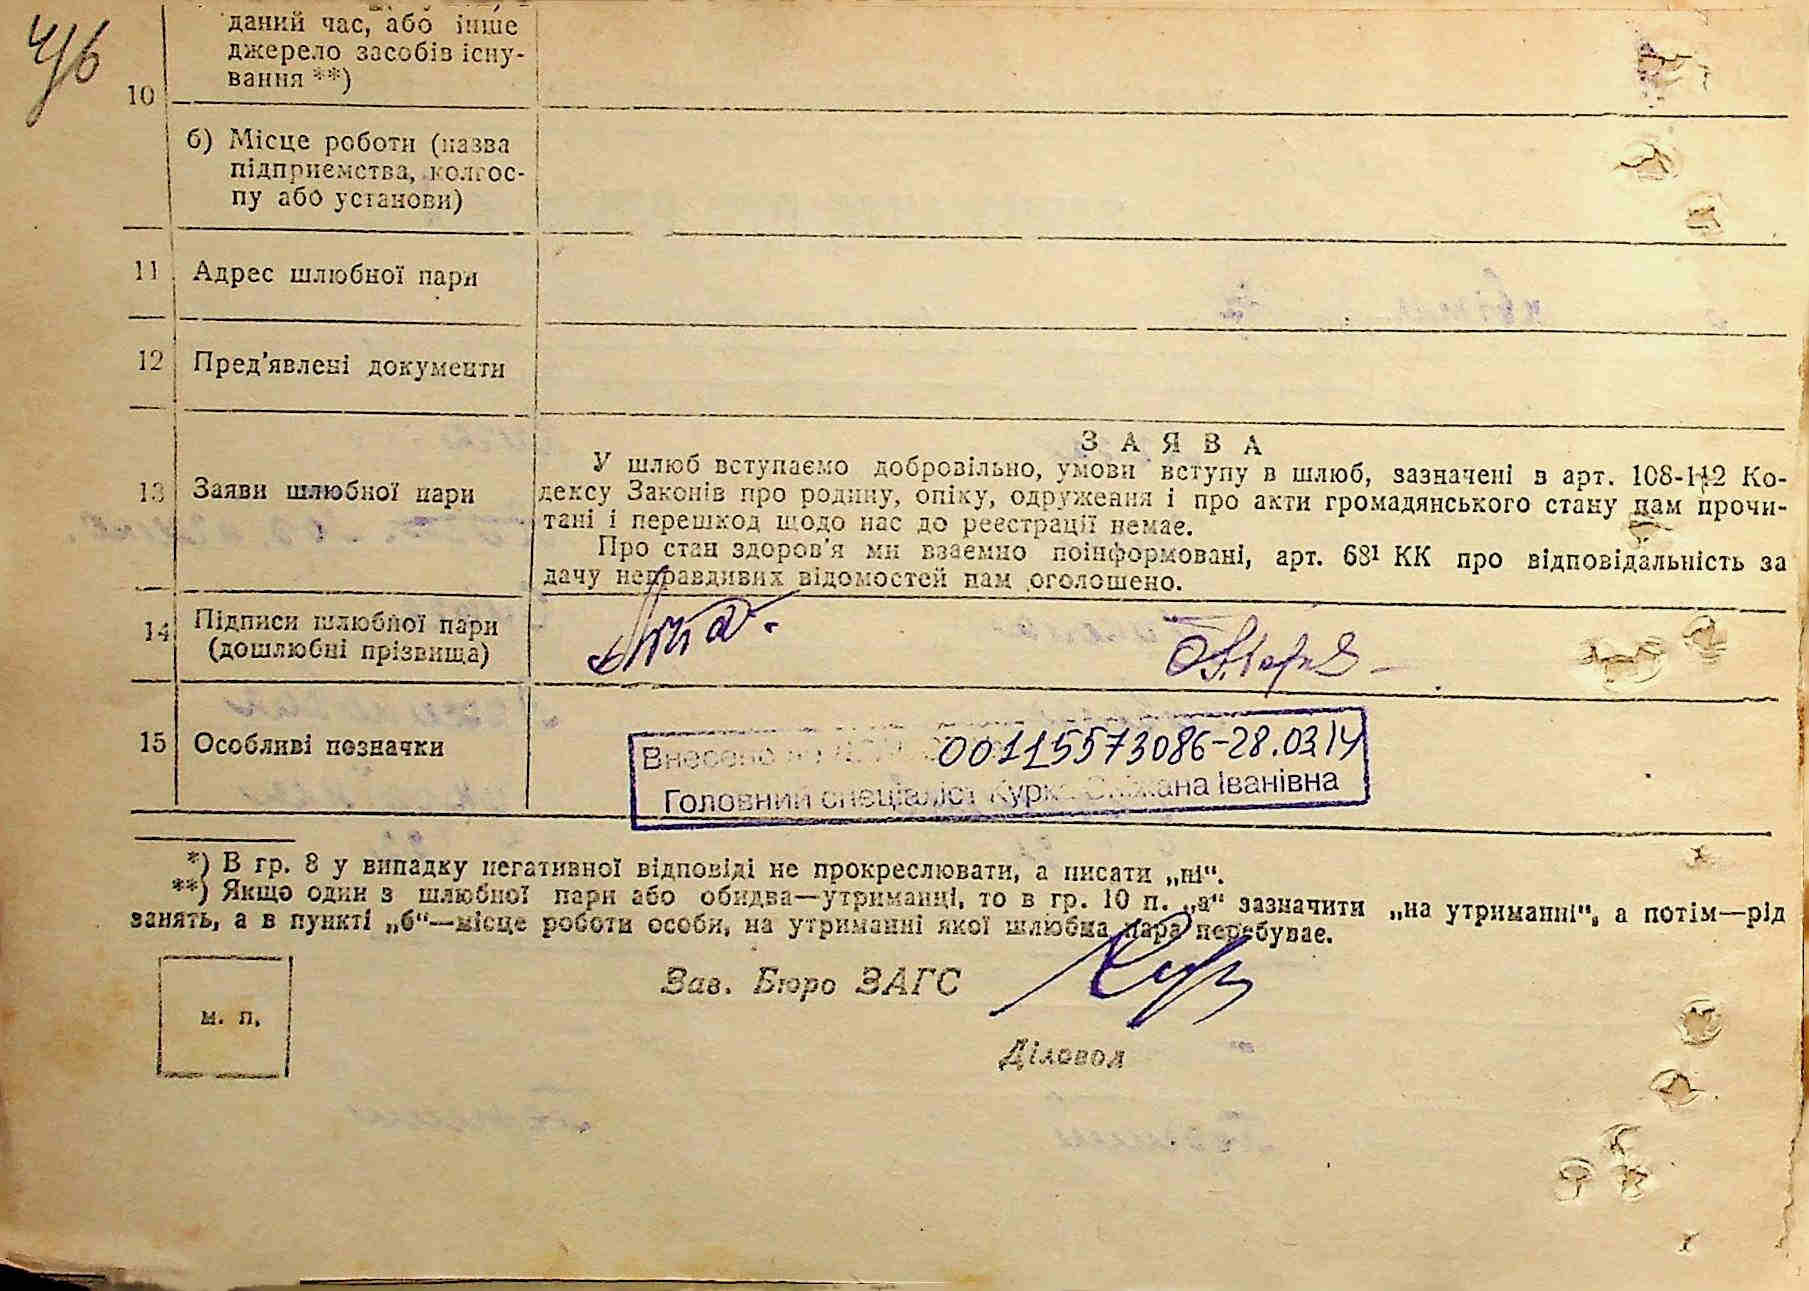 даний час, або інше
джерело засобів існу-
вання **)
10
б) Місце роботи (назва
підприємства, колгос-
пу або установи)
11 Адрес шлюбної пари
12 Пред'явлені документи
З А Я В А
13 Заяви шлюбної пари
У шлюб вступаємо добровільно, умови вступу в шлюб, зазначені в арт. 108-112 Ко-
дексу Законів про родину, опіку, одруження і про акти громадянського стану нам прочи-
тані і перешкод щодо нас до реєстрації немає.
Про стан здоров'я ми взаємно поінформовані, арт. 68¹ КК про відповідальність за
дачу неправдивих відомостей нам оголошено.
14 Підписи шлюбної пари
(дошлюбні прізвища)
15 Особливі позначки
Внесено 00115573086-28.03.14
Головний спеціаліст Курка Сніжана Іванівна
*) В гр. 8 у випадку негативної відповіді не прокреслювати, а писати „ні“.
**) Якщо один з шлюбної пари або обидва—утриманці, то в гр. 10 п. „а“ зазначити „на утриманні“, а потім—рід
занять, а в пункті „б“—місце роботи особи, на утриманні якої шлюбна пара перебуває.
Зав. Бюро ЗАГС
м. п.
Діловод